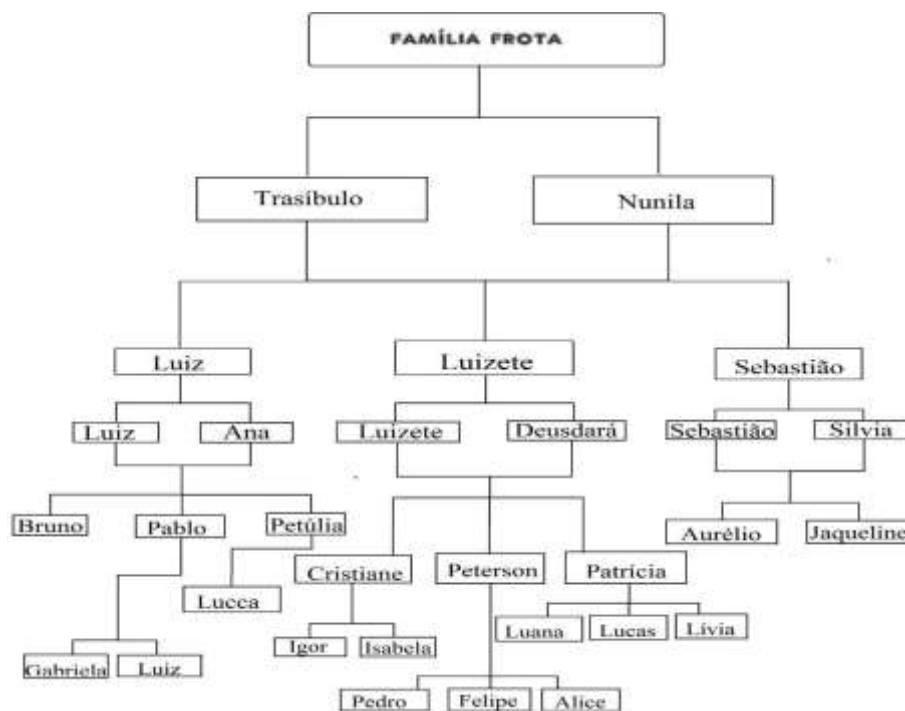 FAMÍLIA FROTA
Trasíbulo
Nunila
Luiz
Luizete
Sebastião
Luiz
Ana
Luizete
Deusdará
Sebastião
Silvia
Bruno
Pablo
Petúlia
Aurélio
Jaqueline
Cristiane
Peterson
Patrícia
Lucca
Luana
Lucas
Lívia
Igor
Isabela
Gabriela
Luiz
Pedro
Felipe
Alice